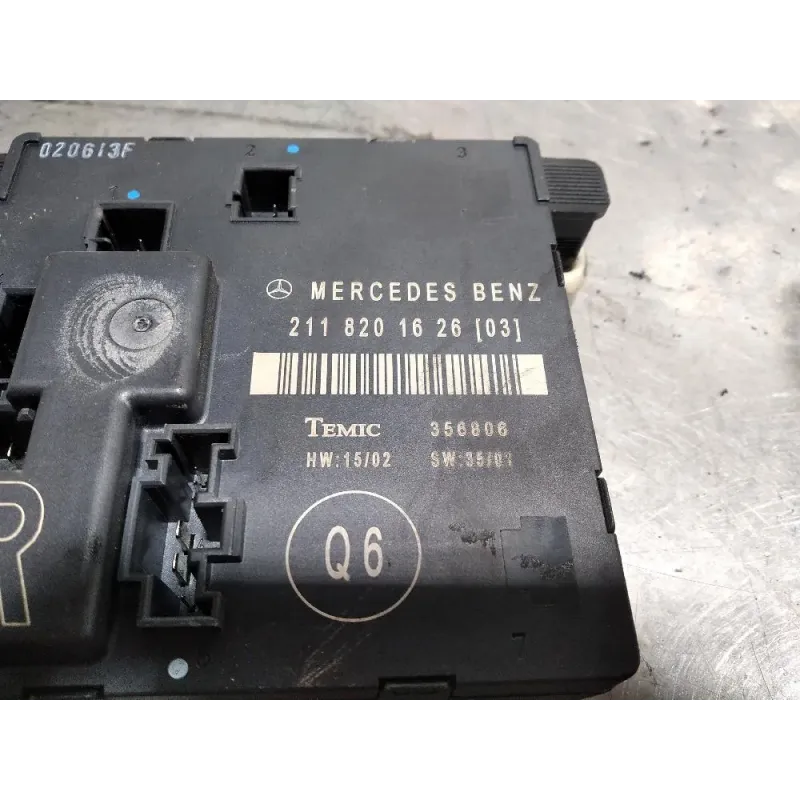 020613F
2
3
1
MERCEDES BENZ
211 820 16 26 [03]
TEMIC 356806
HW:15/02 SW:35/01
R
Q6
7